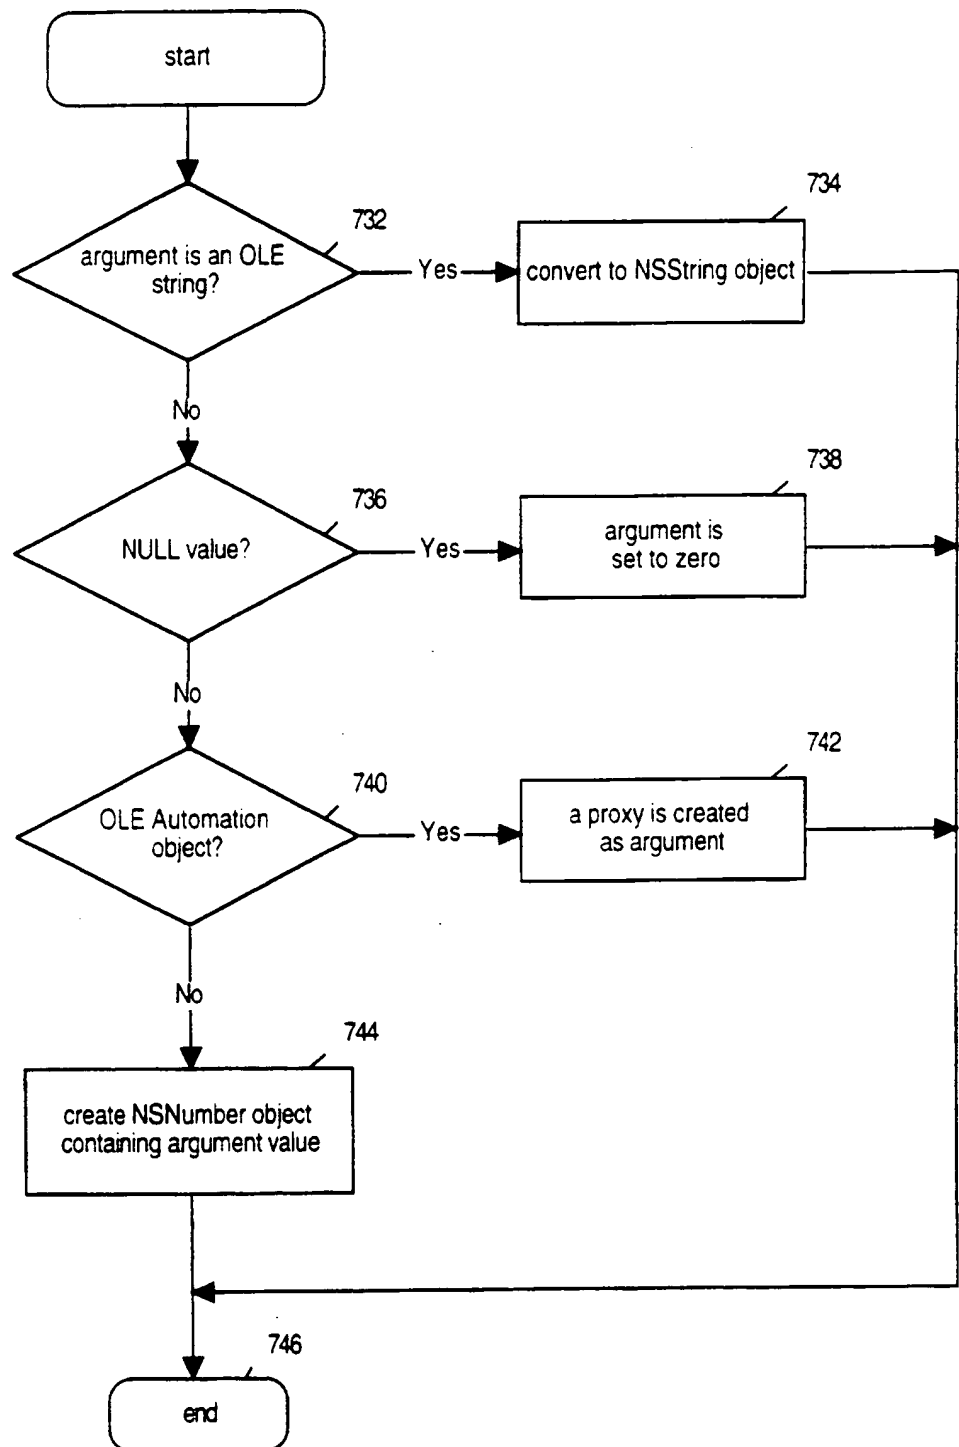 start
732
argument is an OLE
string?
Yes
734
convert to NSString object
No
736
NULL value?
Yes
738
argument is
set to zero
No
740
OLE Automation
object?
Yes
742
a proxy is created
as argument
No
744
create NSNumber object
containing argument value
746
end